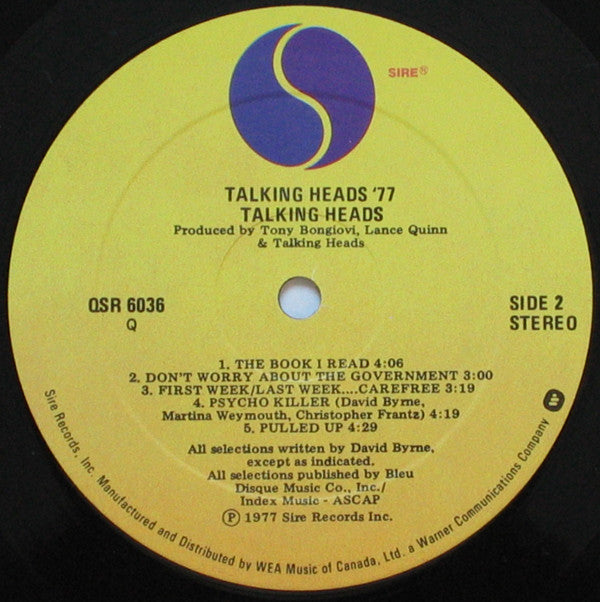 SIRE®
TALKING HEADS '77
TALKING HEADS
Produced by Tony Bongiovi, Lance Quinn
& Talking Heads
QSR 6036
Q
SIDE 2
STEREO
1. THE BOOK I READ 4:06
2. DON'T WORRY ABOUT THE GOVERNMENT 3:00
3. FIRST WEEK/LAST WEEK....CAREFREE 3:19
4. PSYCHO KILLER (David Byrne,
Martina Weymouth, Christopher Frantz) 4:19
5. PULLED UP 4:29
All selections written by David Byrne,
except as indicated.
All selections published by Bleu
Disque Music Co., Inc./
Index Music - ASCAP
Ⓟ 1977 Sire Records Inc.
Sire Records, Inc. Manufactured and Distributed by WEA Music of Canada, Ltd. a Warner Communications Company